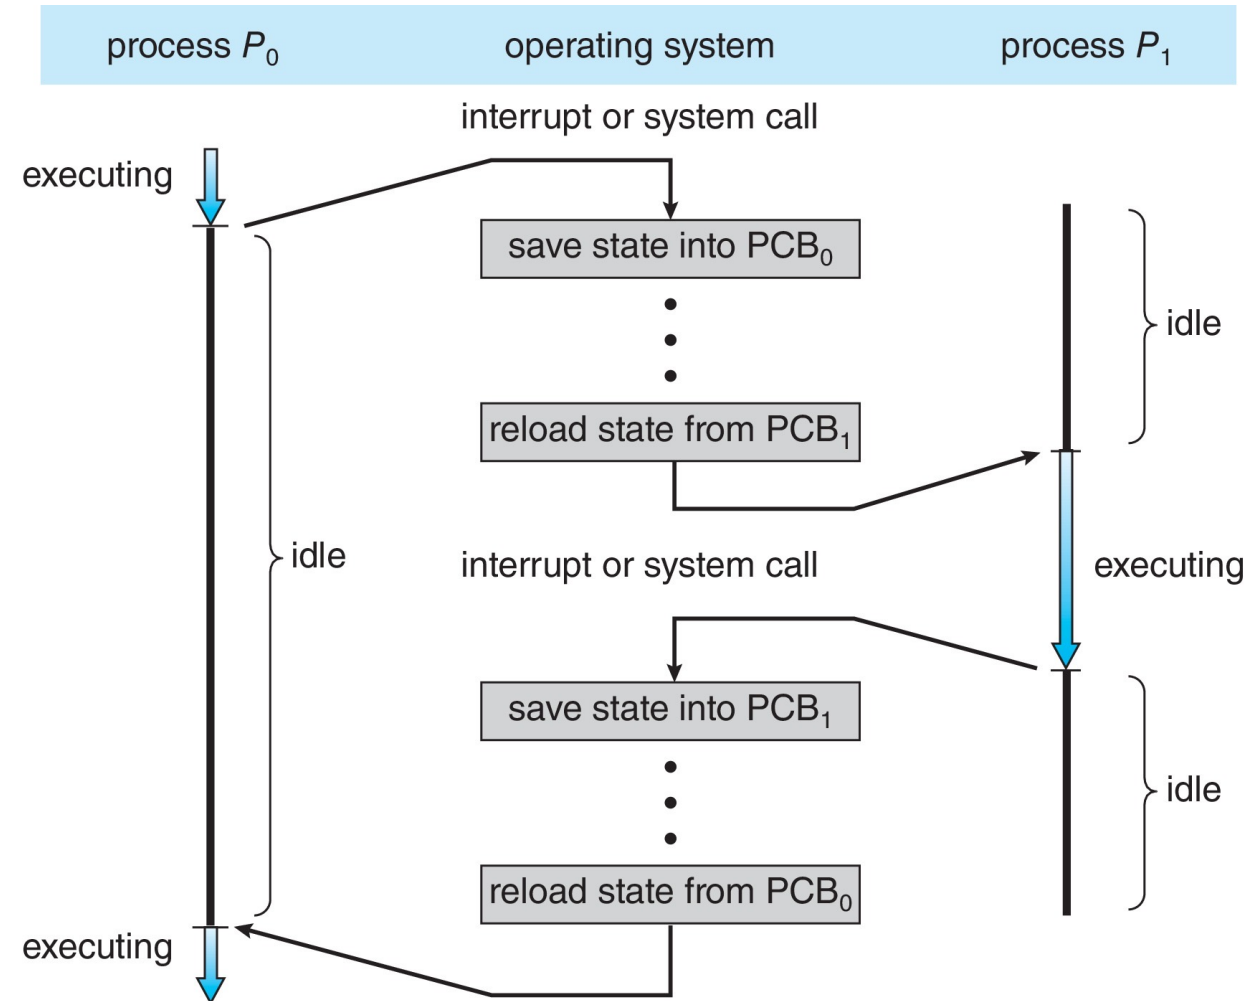 process P₀ operating system process P₁
interrupt or system call
executing
save state into PCB₀
idle
reload state from PCB₁
idle
interrupt or system call
executing
save state into PCB₁
idle
reload state from PCB₀
executing